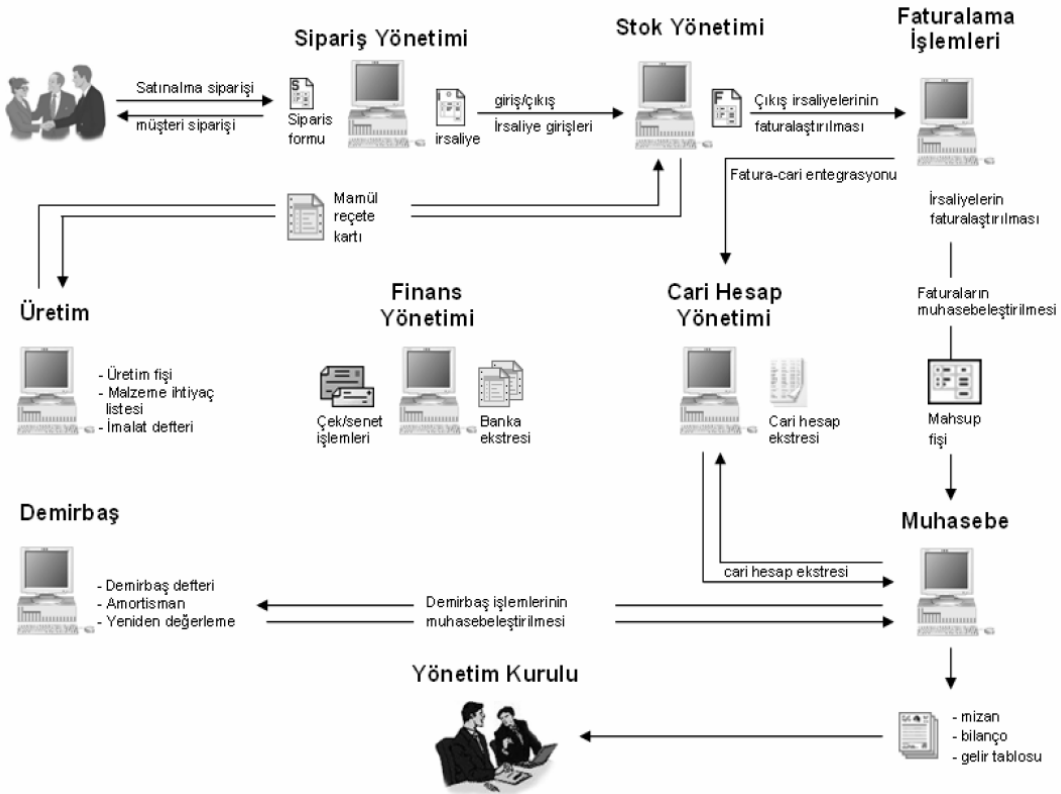 Sipariş Yönetimi
Stok Yönetimi
Faturalama
İşlemleri
Satınalma siparişi
müşteri siparişi
S
Siparis
formu
irsaliye
giriş/çıkış
İrsaliye girişleri
F
Çıkış irsaliyelerinin
faturalaştırılması
Fatura-cari entegrasyonu
Mamül
reçete
kartı
İrsaliyelerin
faturalaştırılması
Üretim
- Üretim fişi
- Malzeme ihtiyaç
listesi
- İmalat defteri
Finans
Yönetimi
Çek/senet
işlemleri
Banka
ekstresi
Cari Hesap
Yönetimi
Cari hesap
ekstresi
Faturaların
muhasebeleştirilmesi
Mahsup
fişi
Demirbaş
- Demirbaş defteri
- Amortisman
- Yeniden değerleme
Demirbaş işlemlerinin
muhasebeleştirilmesi
cari hesap ekstresi
Muhasebe
Yönetim Kurulu
- mizan
- bilanço
- gelir tablosu